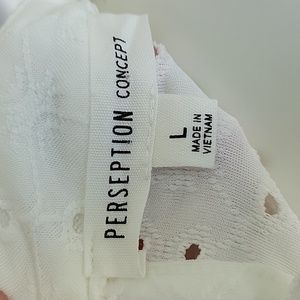 PERSEPTION CONCEPT
L
MADE IN
VIETNAM